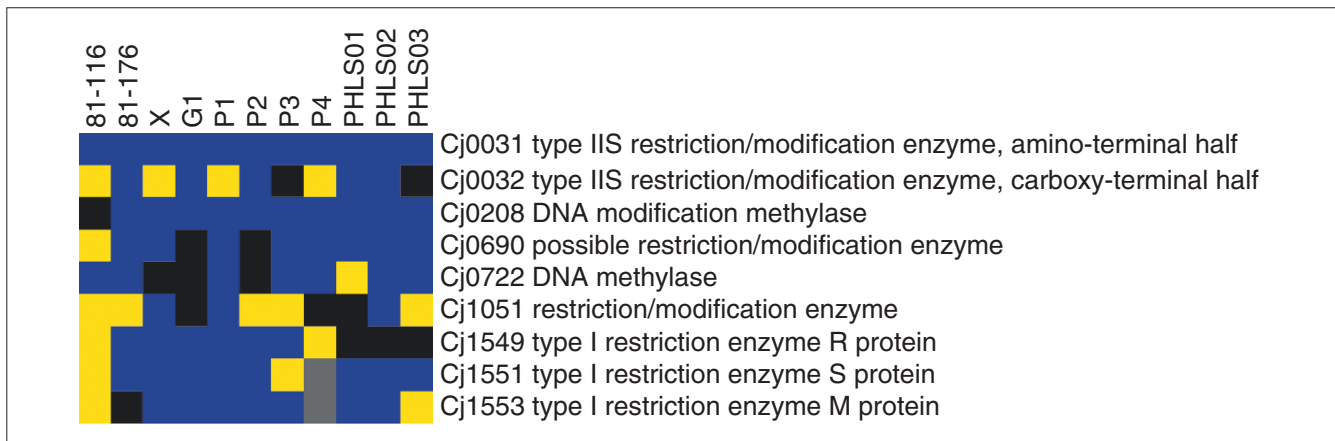 81-116
81-176
X
G1
P1
P2
P3
P4
PHLS01
PHLS02
PHLS03
Cj0031 type IIS restriction/modification enzyme, amino-terminal half
Cj0032 type IIS restriction/modification enzyme, carboxy-terminal half
Cj0208 DNA modification methylase
Cj0690 possible restriction/modification enzyme
Cj0722 DNA methylase
Cj1051 restriction/modification enzyme
Cj1549 type I restriction enzyme R protein
Cj1551 type I restriction enzyme S protein
Cj1553 type I restriction enzyme M protein